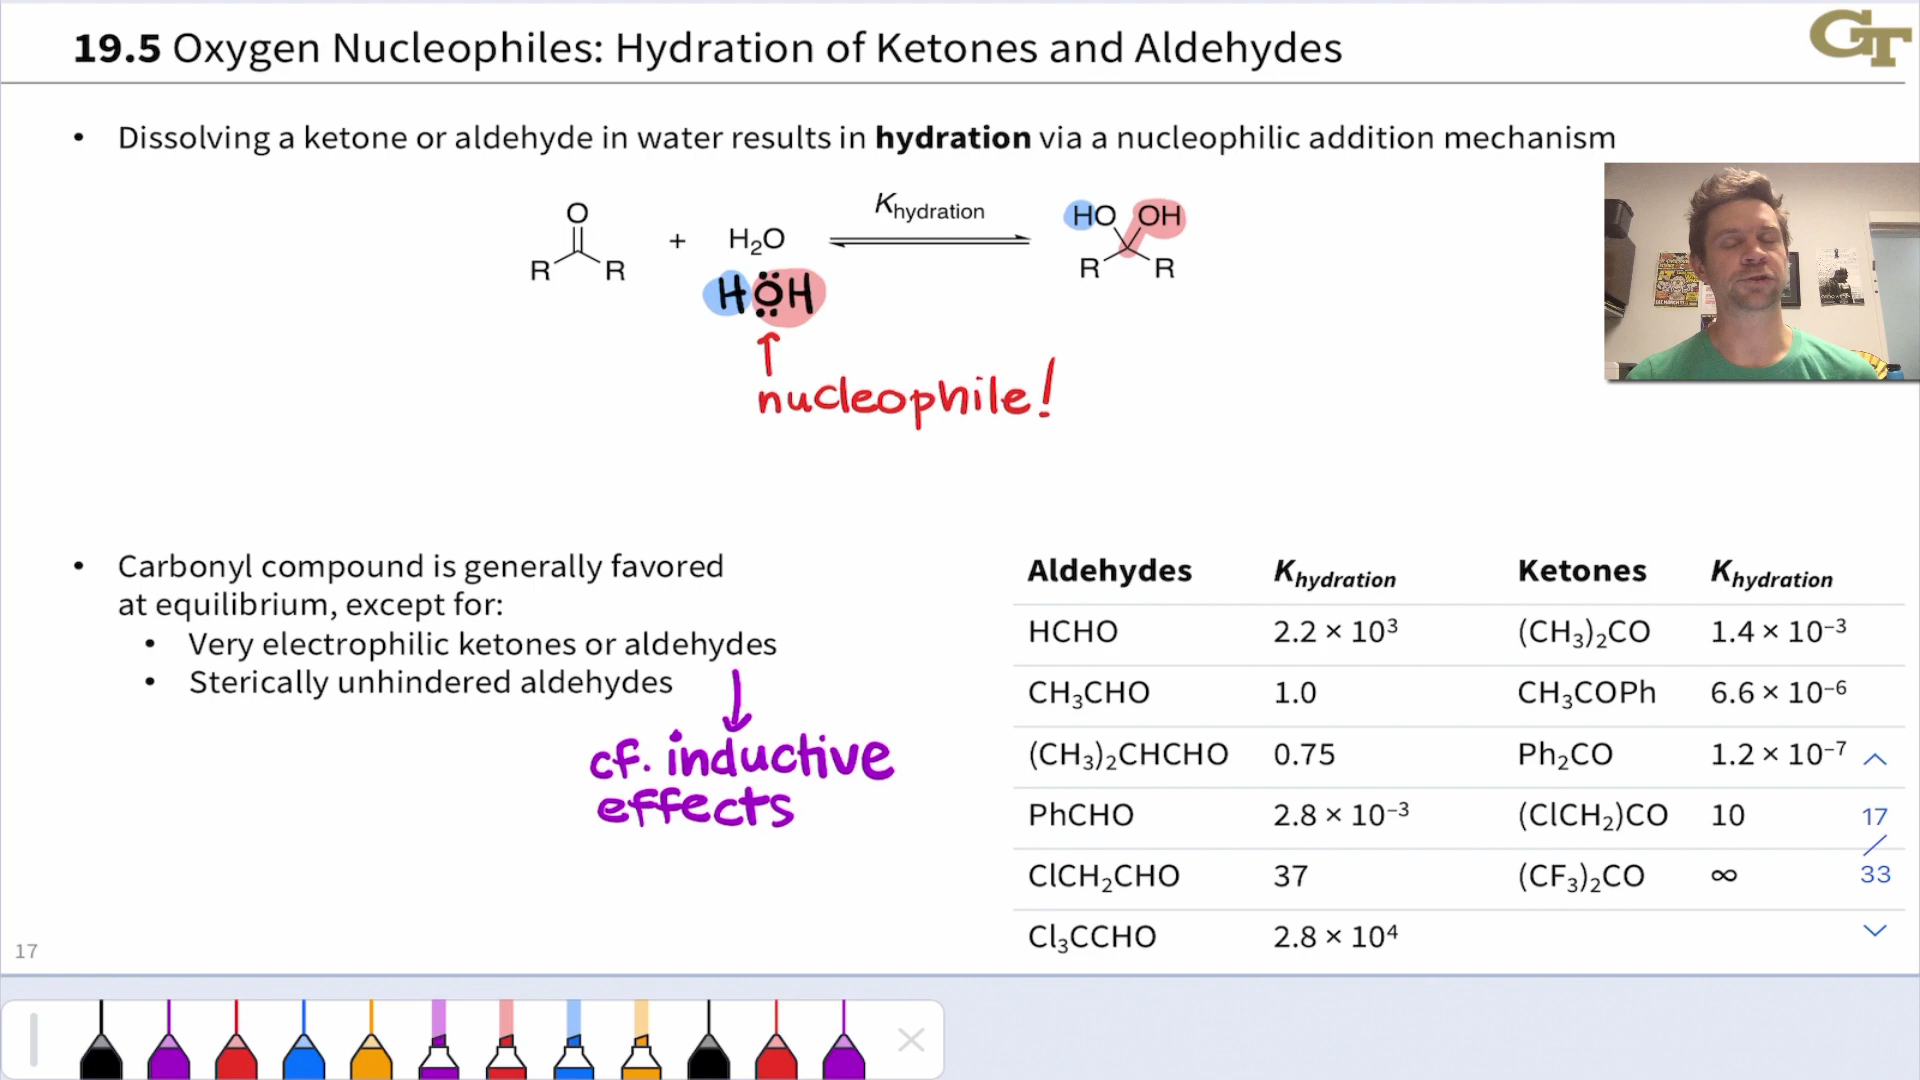 19.5 Oxygen Nucleophiles: Hydration of Ketones and Aldehydes
GT
• Dissolving a ketone or aldehyde in water results in hydration via a nucleophilic addition mechanism
O
R R
+ H₂O
K hydration
HO OH
R R
HÖH
nucleophile!
• Carbonyl compound is generally favored
at equilibrium, except for:
• Very electrophilic ketones or aldehydes
• Sterically unhindered aldehydes
cf. inductive
effects
Aldehydes K hydration Ketones K hydration
HCHO 2.2 × 10³ (CH₃)₂CO 1.4 × 10⁻³
CH₃CHO 1.0 CH₃COPh 6.6 × 10⁻⁶
(CH₃)₂CHCHO 0.75 Ph₂CO 1.2 × 10⁻⁷
PhCHO 2.8 × 10⁻³ (ClCH₂)CO 10
ClCH₂CHO 37 (CF₃)₂CO ∞
Cl₃CCHO 2.8 × 10⁴
17
/
33
17